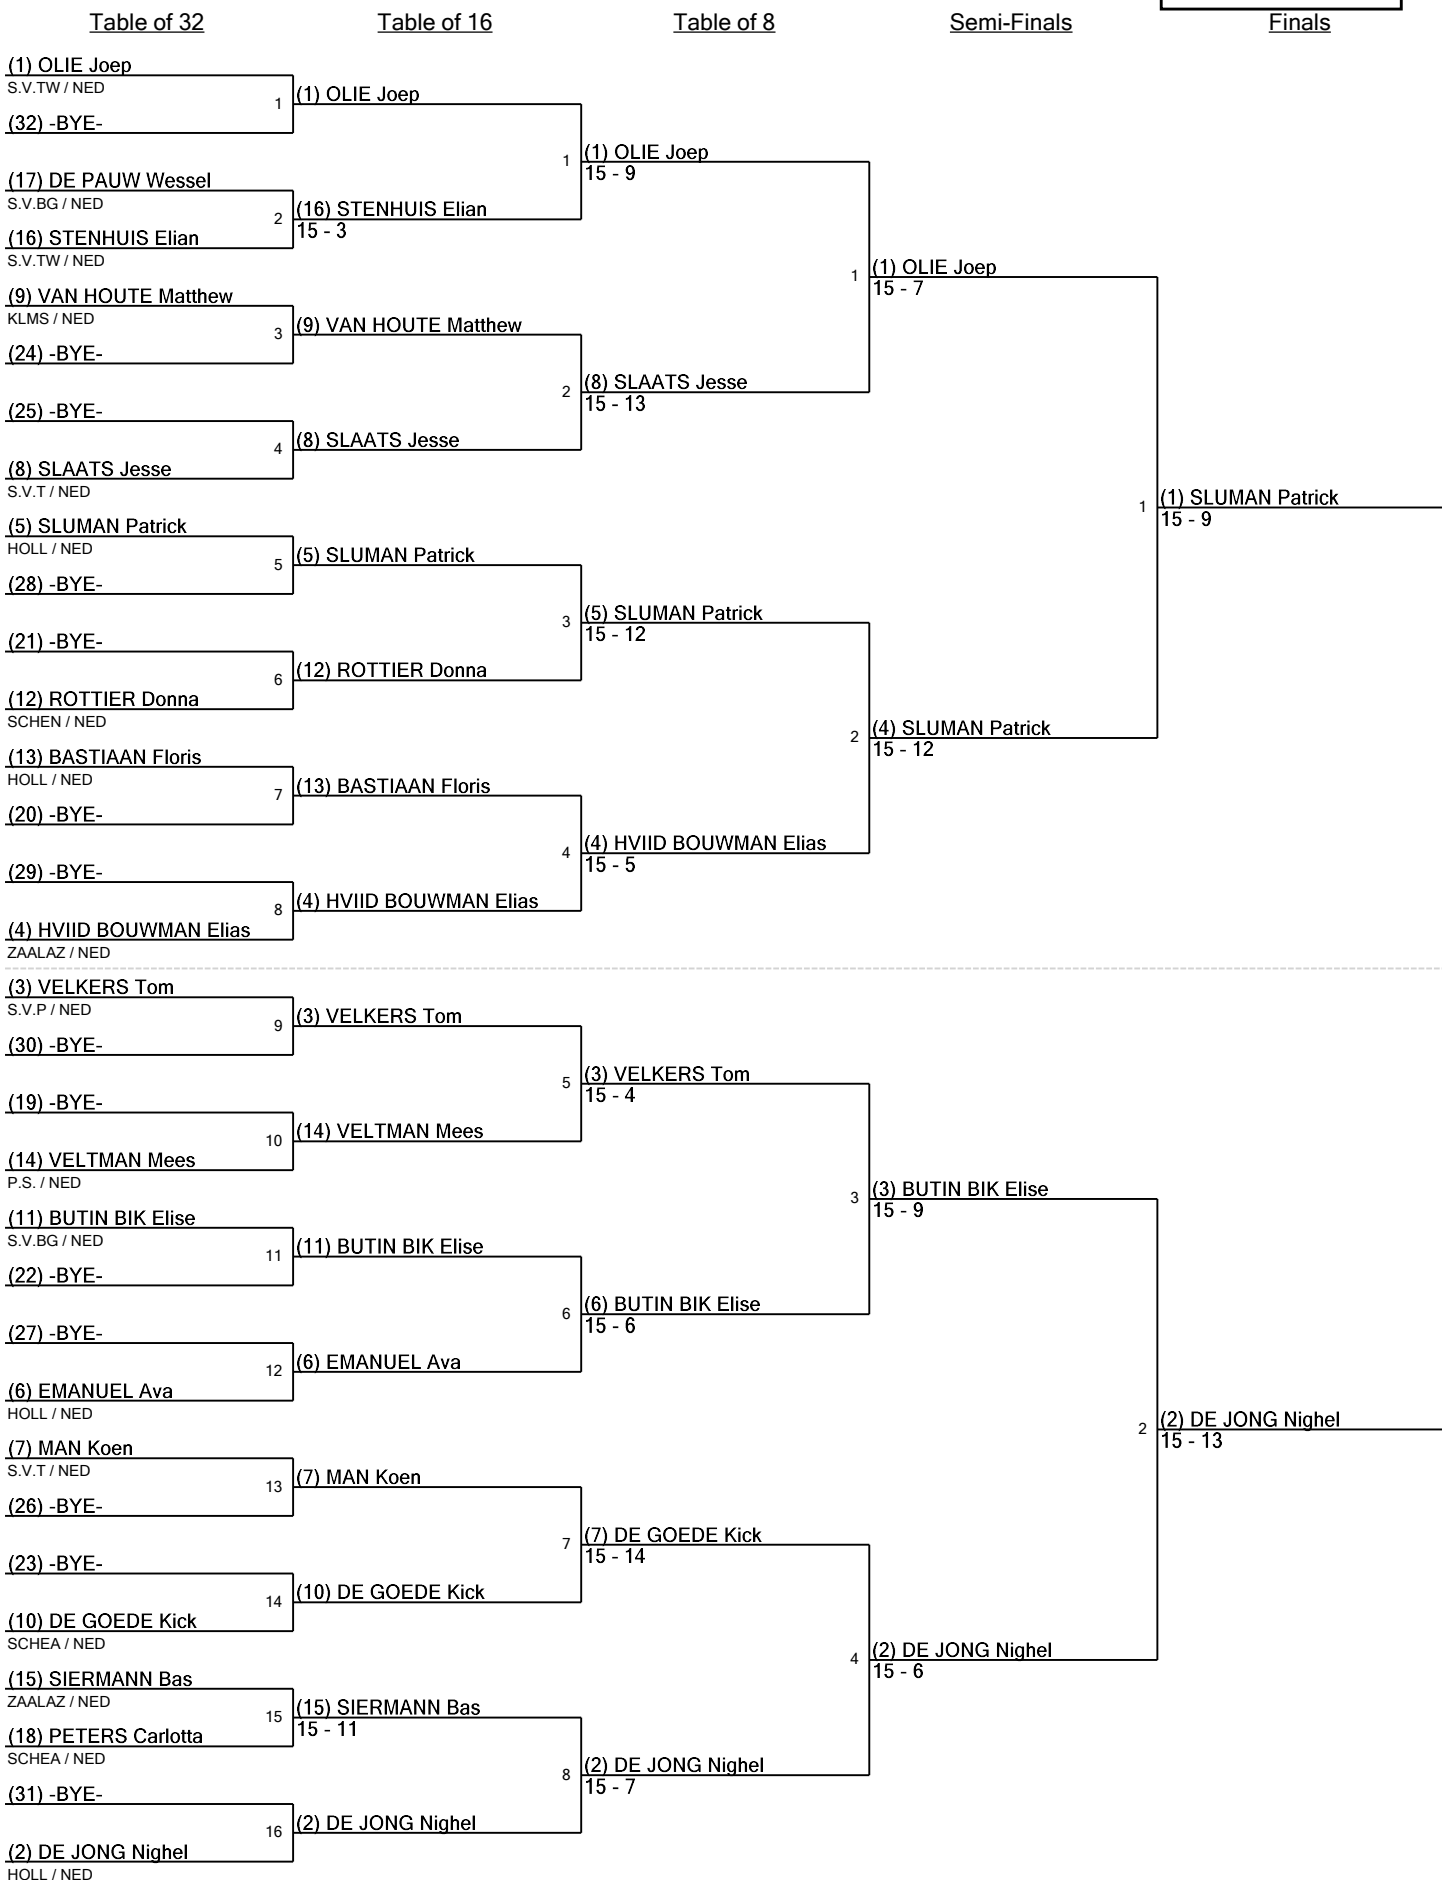 Table of 32
Table of 16
Table of 8
Semi-Finals
Finals
(1) OLIE Joep
S.V.TW / NED
(32) -BYE-
(17) DE PAUW Wessel
S.V.BG / NED
(16) STENHUIS Elian
S.V.TW / NED
(9) VAN HOUTE Matthew
KLMS / NED
(24) -BYE-
(25) -BYE-
(8) SLAATS Jesse
S.V.T / NED
(5) SLUMAN Patrick
HOLL / NED
(28) -BYE-
(21) -BYE-
(12) ROTTIER Donna
SCHEN / NED
(13) BASTIAAN Floris
HOLL / NED
(20) -BYE-
(29) -BYE-
(4) HVIID BOUWMAN Elias
ZAALAZ / NED
(3) VELKERS Tom
S.V.P / NED
(30) -BYE-
(19) -BYE-
(14) VELTMAN Mees
P.S. / NED
(11) BUTIN BIK Elise
S.V.BG / NED
(22) -BYE-
(27) -BYE-
(6) EMANUEL Ava
HOLL / NED
(7) MAN Koen
S.V.T / NED
(26) -BYE-
(23) -BYE-
(10) DE GOEDE Kick
SCHEA / NED
(15) SIERMANN Bas
ZAALAZ / NED
(18) PETERS Carlotta
SCHEA / NED
(31) -BYE-
(2) DE JONG Nighel
HOLL / NED
1
(1) OLIE Joep
2
(16) STENHUIS Elian
15 - 3
3
(9) VAN HOUTE Matthew
4
(8) SLAATS Jesse
5
(5) SLUMAN Patrick
6
(12) ROTTIER Donna
7
(13) BASTIAAN Floris
8
(4) HVIID BOUWMAN Elias
9
(3) VELKERS Tom
10
(14) VELTMAN Mees
11
(11) BUTIN BIK Elise
12
(6) EMANUEL Ava
13
(7) MAN Koen
14
(10) DE GOEDE Kick
15
(15) SIERMANN Bas
15 - 11
16
(2) DE JONG Nighel
1
(1) OLIE Joep
15 - 9
2
(8) SLAATS Jesse
15 - 13
3
(5) SLUMAN Patrick
15 - 12
4
(4) HVIID BOUWMAN Elias
15 - 5
5
(3) VELKERS Tom
15 - 4
6
(6) BUTIN BIK Elise
15 - 6
7
(7) DE GOEDE Kick
15 - 14
8
(2) DE JONG Nighel
15 - 7
1
(1) OLIE Joep
15 - 7
2
(4) SLUMAN Patrick
15 - 12
3
(3) BUTIN BIK Elise
15 - 9
4
(2) DE JONG Nighel
15 - 6
1
(1) SLUMAN Patrick
15 - 9
2
(2) DE JONG Nighel
15 - 13